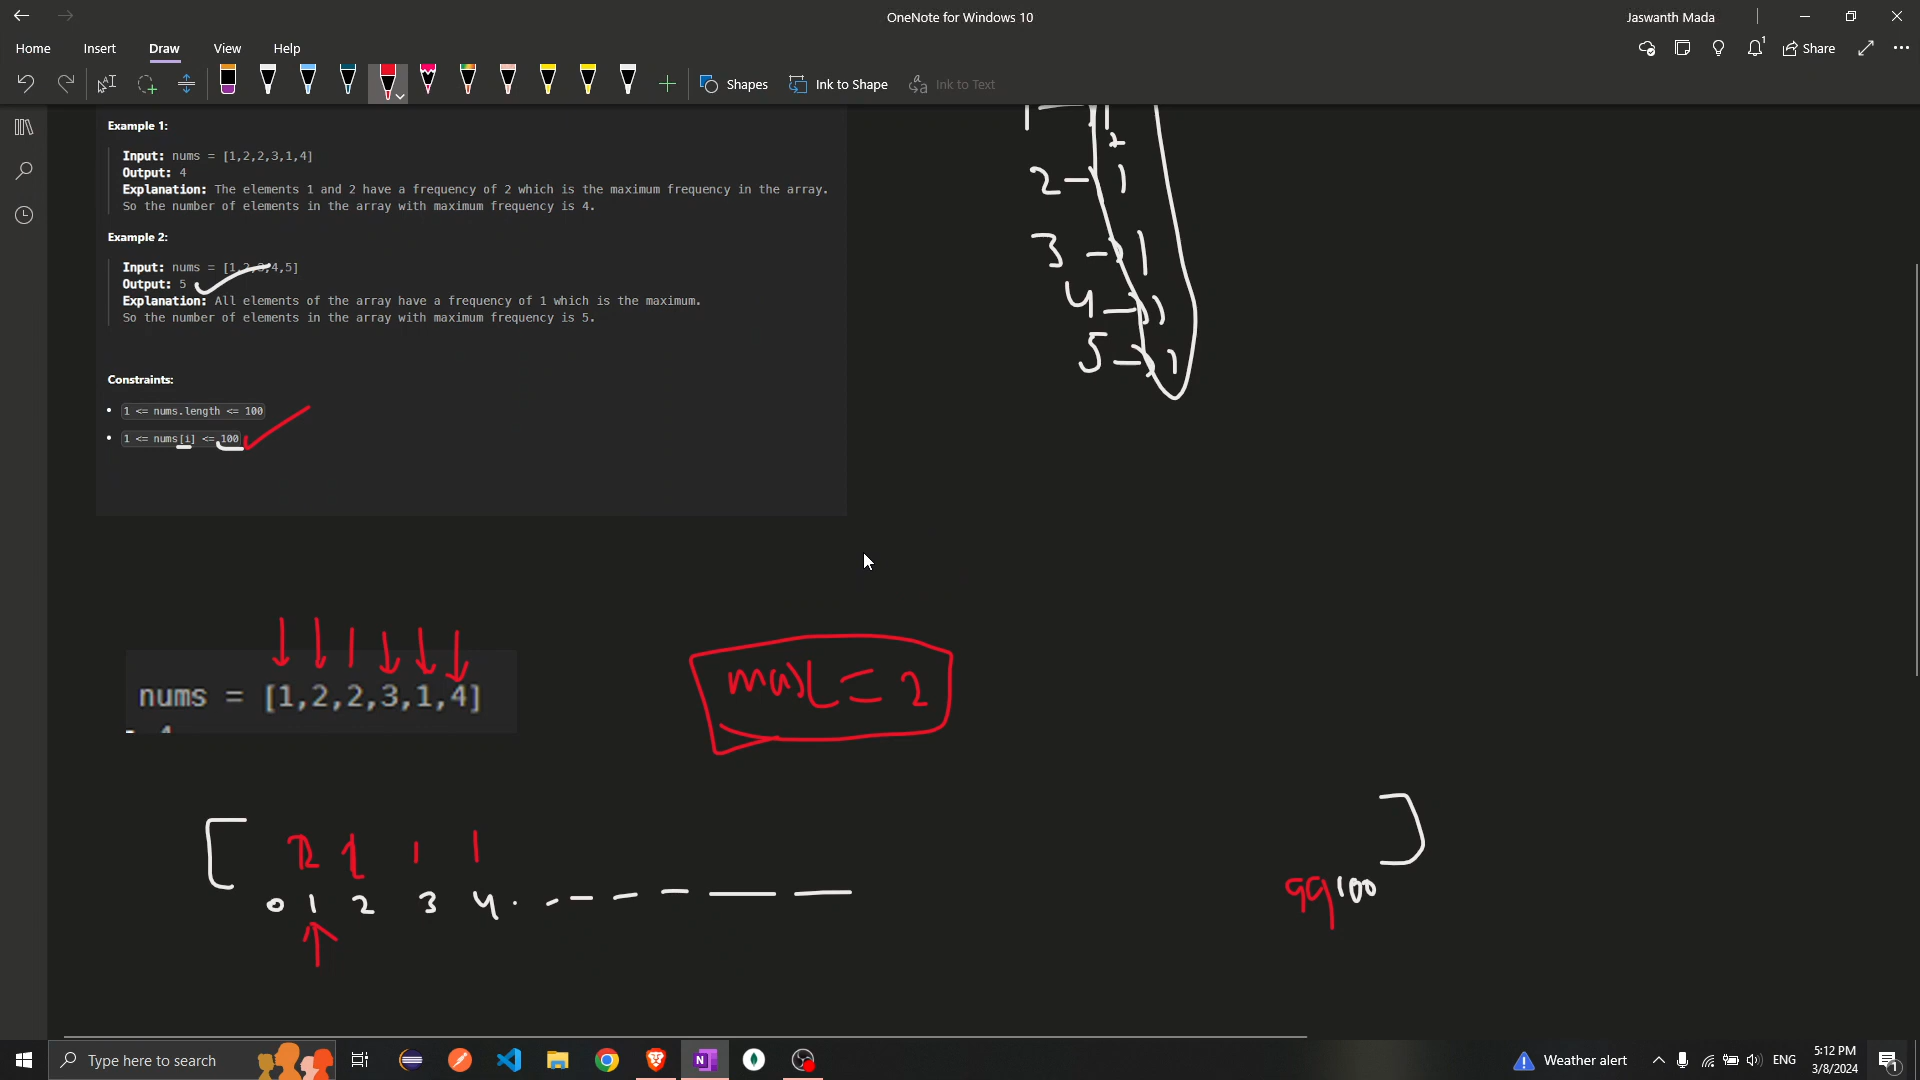 OneNote for Windows 10
Jaswanth Mada
Home Insert Draw View Help
Share
Shapes
Ink to Shape
Ink to Text
Example 1:
Input: nums = [1,2,2,3,1,4]
Output: 4
Explanation: The elements 1 and 2 have a frequency of 2 which is the maximum frequency in the array.
So the number of elements in the array with maximum frequency is 4.
Example 2:
Input: nums = [1,2,3,4,5]
Output: 5
Explanation: All elements of the array have a frequency of 1 which is the maximum.
So the number of elements in the array with maximum frequency is 5.
Constraints:
1 <= nums.length <= 100
1 <= nums[i] <= 100
2 1
3 1
4 1
5 1
nums = [1,2,2,3,1,4]
max = 2
1 1
0 1 2 3 4
99 100
Type here to search
Weather alert
ENG
5:12 PM
3/8/2024